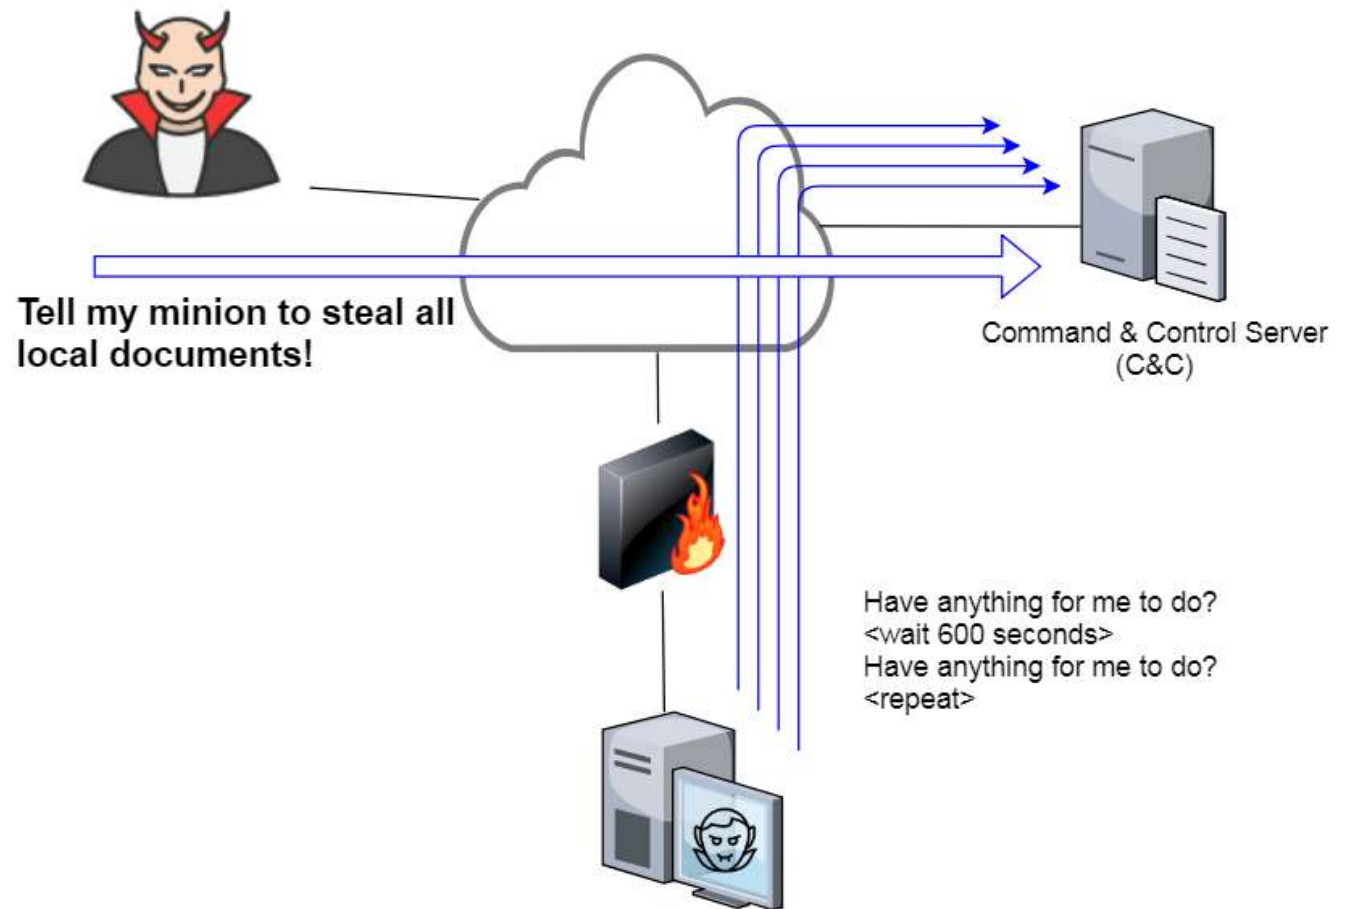 Tell my minion to steal all
local documents!
Command & Control Server
(C&C)
Have anything for me to do?
<wait 600 seconds>
Have anything for me to do?
<repeat>